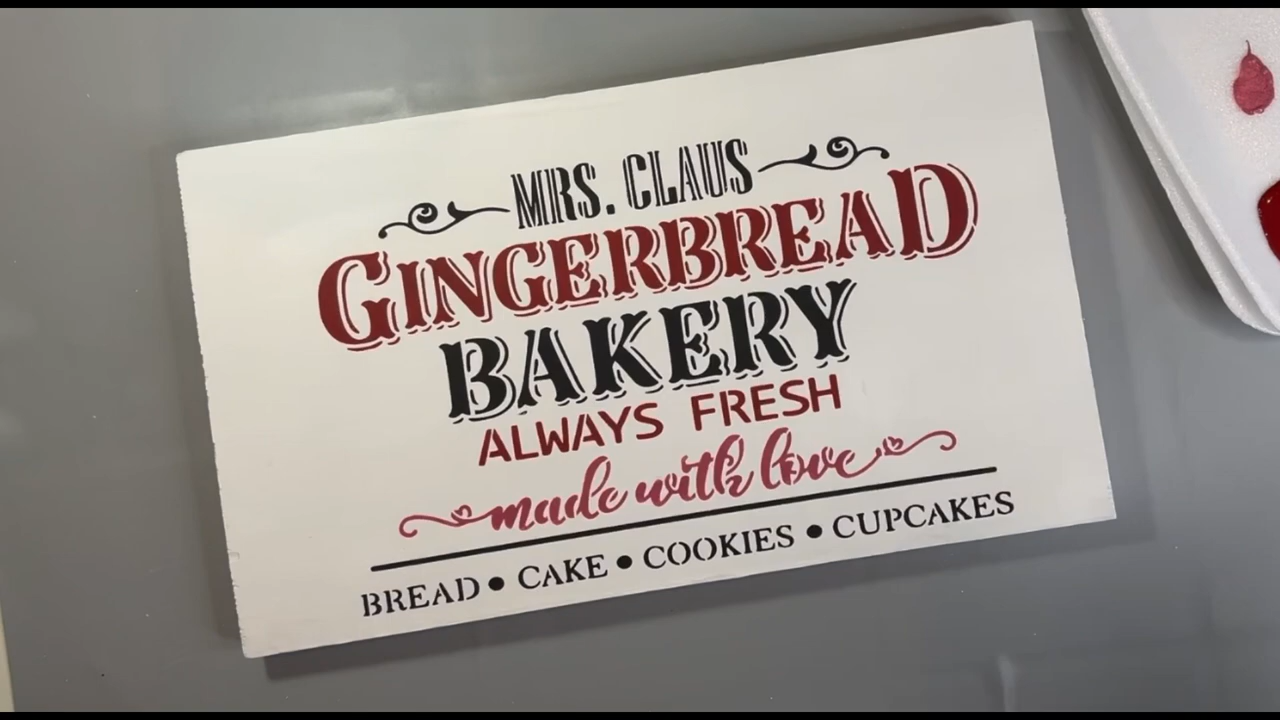 MRS. CLAUS
GINGERBREAD
BAKERY
ALWAYS FRESH
made with love
BREAD • CAKE • COOKIES • CUPCAKES